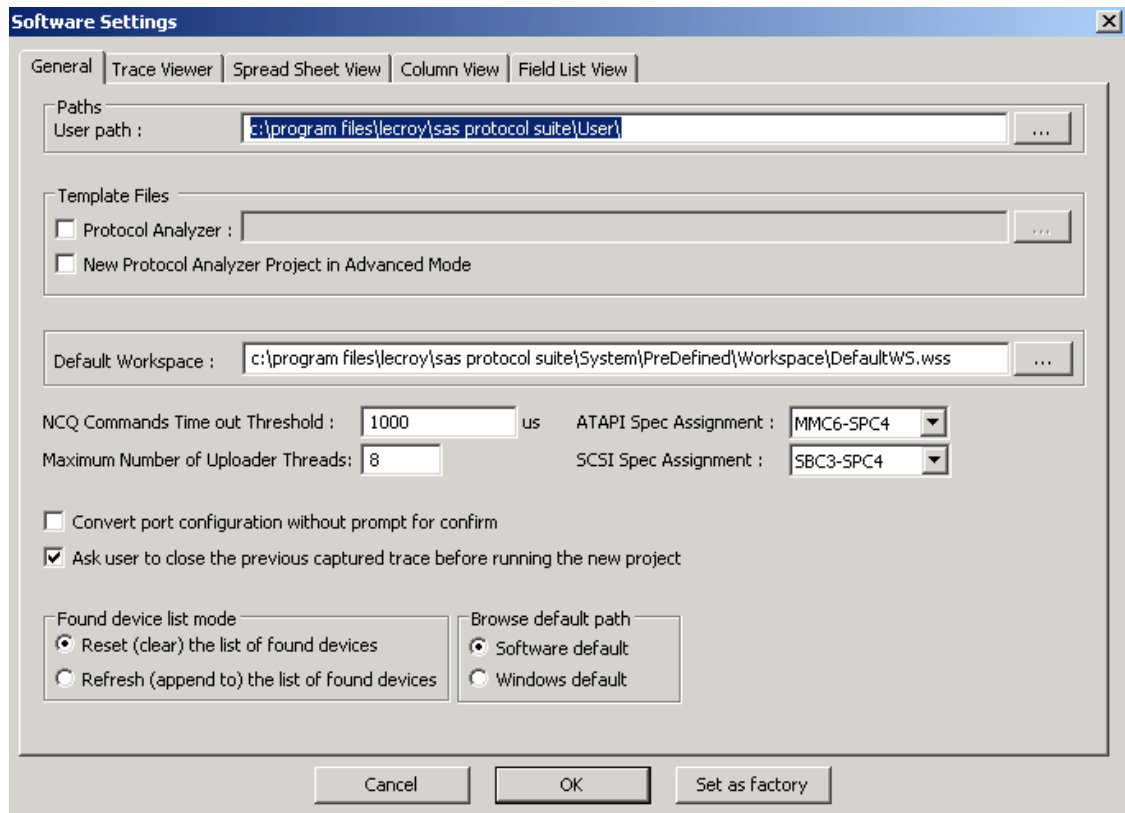 Software Settings
General Trace Viewer Spread Sheet View Column View Field List View
Paths
User path : c:\program files\lecroy\sas protocol suite\User\ ...
Template Files
Protocol Analyzer : ...
New Protocol Analyzer Project in Advanced Mode
Default Workspace : c:\program files\lecroy\sas protocol suite\System\PreDefined\Workspace\DefaultWS.wss ...
NCQ Commands Time out Threshold : 1000 us ATAPI Spec Assignment : MMC6-SPC4
Maximum Number of Uploader Threads: 8 SCSI Spec Assignment : SBC3-SPC4
Convert port configuration without prompt for confirm
Ask user to close the previous captured trace before running the new project
Found device list mode Browse default path
Reset (clear) the list of found devices Software default
Refresh (append to) the list of found devices Windows default
Cancel OK Set as factory